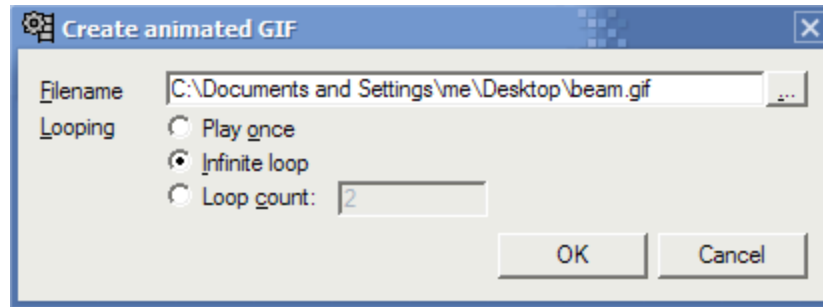 Create animated GIF
Filename C:\Documents and Settings\me\Desktop\beam.gif ...
Looping Play once
Infinite loop
Loop count: 2
OK Cancel